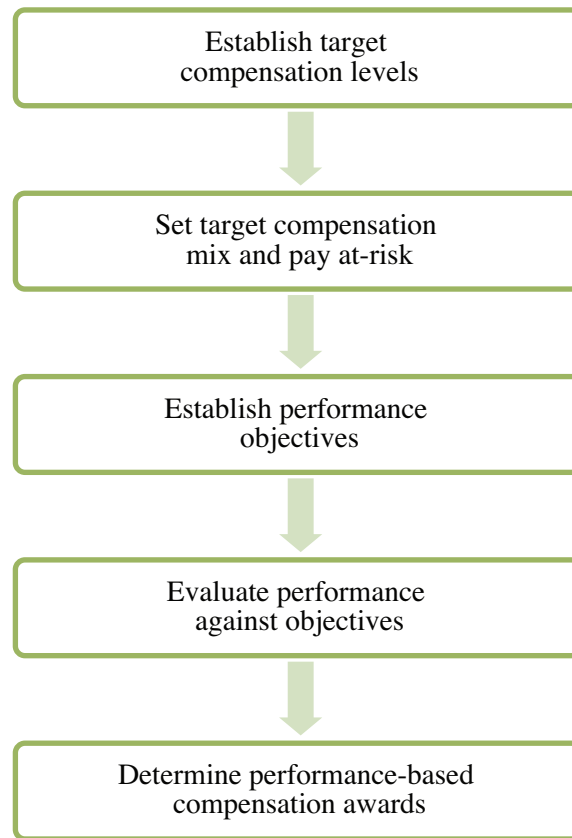 Establish target
compensation levels
Set target compensation
mix and pay at-risk
Establish performance
objectives
Evaluate performance
against objectives
Determine performance-based
compensation awards